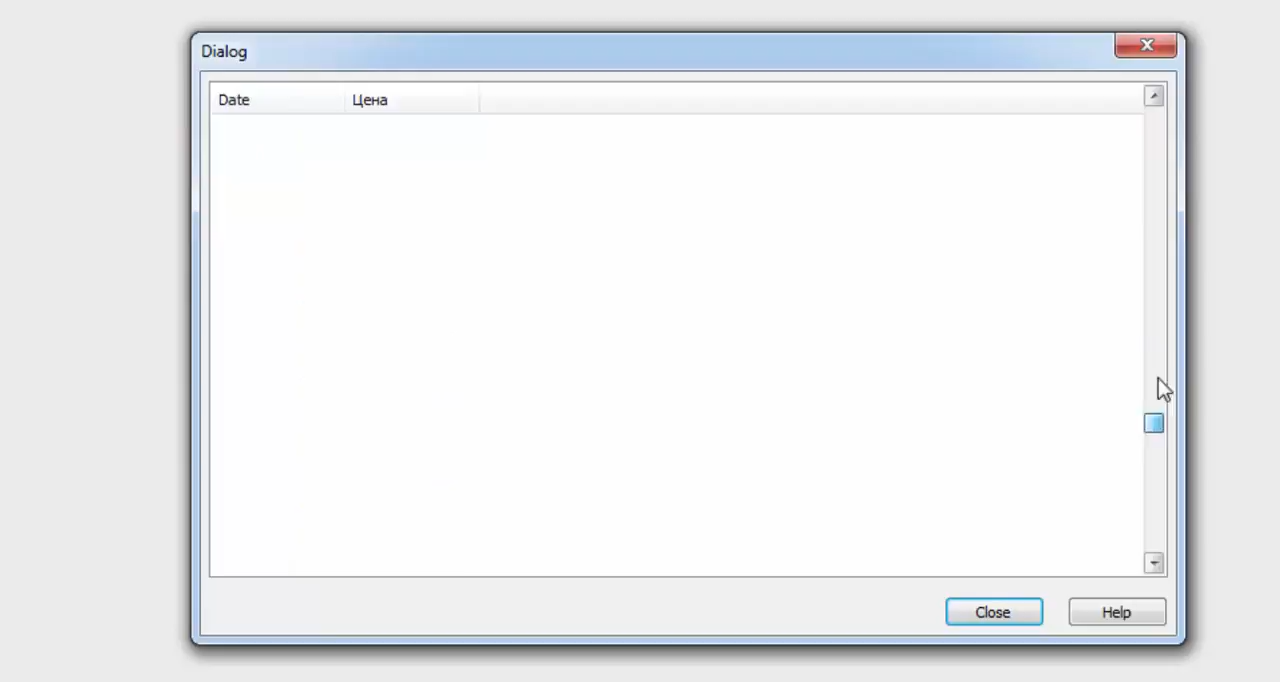 Dialog
Date Цена
Close Help